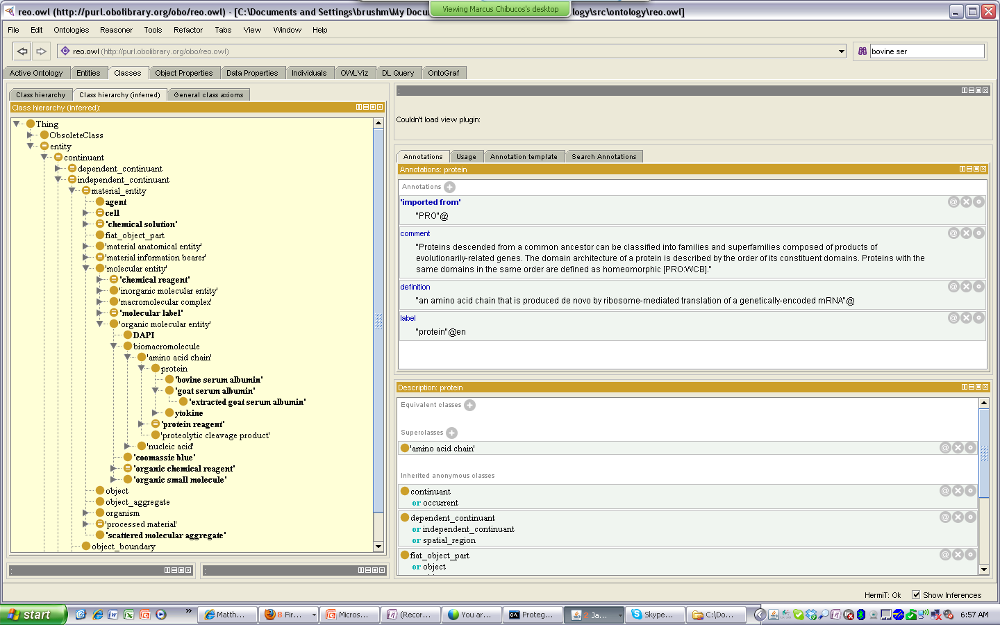 reo.owl (http://purl.obolibrary.org/obo/reo.owl) - [C:\Documents and Settings\brushm\My Docum
Viewing Marcus Chibucos's desktop
logy\src\ontology\reo.owl]
File Edit Ontologies Reasoner Tools Refactor Tabs View Window Help
reo.owl (http://purl.obolibrary.org/obo/reo.owl)
bovine ser
Active Ontology Entities Classes Object Properties Data Properties Individuals OWLViz DL Query OntoGraf
Class hierarchy Class hierarchy (inferred) General class axioms
Class hierarchy (inferred):
Thing
ObsoleteClass
entity
continuant
dependent_continuant
independent_continuant
material_entity
agent
cell
'chemical solution'
fiat_object_part
'material anatomical entity'
'material information bearer'
'molecular entity'
'chemical reagent'
'inorganic molecular entity'
'macromolecular complex'
'molecular label'
'organic molecular entity'
DAPI
biomacromolecule
'amino acid chain'
protein
'bovine serum albumin'
'goat serum albumin'
'extracted goat serum albumin'
ytokine
'protein reagent'
'proteolytic cleavage product'
'nucleic acid'
'coomassie blue'
'organic chemical reagent'
'organic small molecule'
object
object_aggregate
organism
'processed material'
'scattered molecular aggregate'
object_boundary
:
:
:
Couldn't load view plugin:
Annotations Usage Annotation template Search Annotations
Annotations: protein
Annotations
'imported from'
"PRO"@
comment
"Proteins descended from a common ancestor can be classified into families and superfamilies composed of products of
evolutionarily-related genes. The domain architecture of a protein is described by the order of its constituent domains. Proteins with the
same domains in the same order are defined as homeomorphic [PRO:WCB]."
definition
"an amino acid chain that is produced de novo by ribosome-mediated translation of a genetically-encoded mRNA"@
label
"protein"@en
Description: protein
Equivalent classes
Superclasses
'amino acid chain'
Inherited anonymous classes
continuant
or occurrent
dependent_continuant
or independent_continuant
or spatial_region
fiat_object_part
or object
HermiT: Ok Show Inferences
start
»
Matth...
8 Fir...
Micros...
(Recor...
You ar...
Proteg...
2 Ja...
Skype...
C:\Do...
6:57 AM